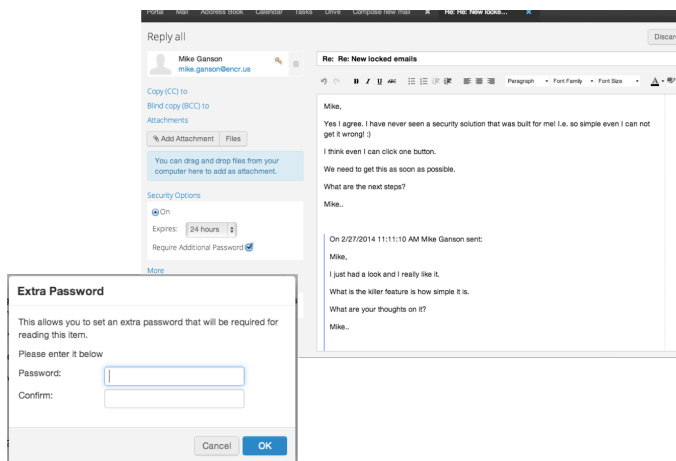 Portal Mail Address Book Calendar Tasks Drive Compose new mail x Re: Re: New locke... x
Reply all
Discar
Mike Ganson
mike.ganson@encr.us
Copy (CC) to
Blind copy (BCC) to
Attachments
Add Attachment Files
You can drag and drop files from your
computer here to add as attachment.
Security Options
On
Expires: 24 hours
Require Additional Password
More
Re: Re: New locked emails
B I U ABC Paragraph Font Family Font Size A
Mike,
Yes I agree. I have never seen a security solution that was built for me! I.e. so simple even I can not
get it wrong! :)
I think even I can click one button.
We need to get this as soon as possible.
What are the next steps?
Mike..
On 2/27/2014 11:11:10 AM Mike Ganson sent:
Mike,
I just had a look and I really like it.
What is the killer feature is how simple it is.
What are your thoughts on it?
Mike..
Extra Password
This allows you to set an extra password that will be required for
reading this item.
Please enter it below
Password:
Confirm:
Cancel OK